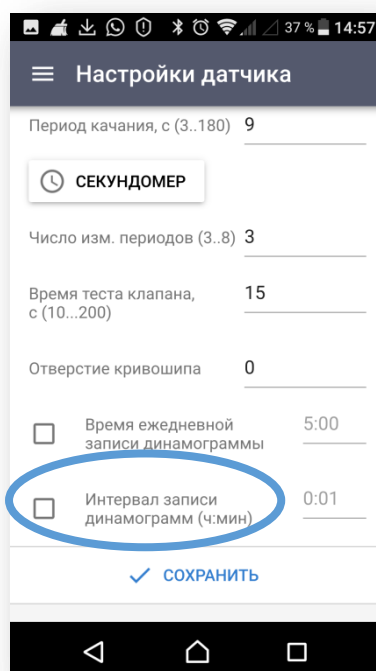 37 % 14:57
Настройки датчика
Период качания, с (3..180) 9
СЕКУНДОМЕР
Число изм. периодов (3..8) 3
Время теста клапана, 15
с (10...200)
Отверстие кривошипа 0
Время ежедневной 5:00
записи динамограммы
Интервал записи 0:01
динамограмм (ч:мин)
СОХРАНИТЬ